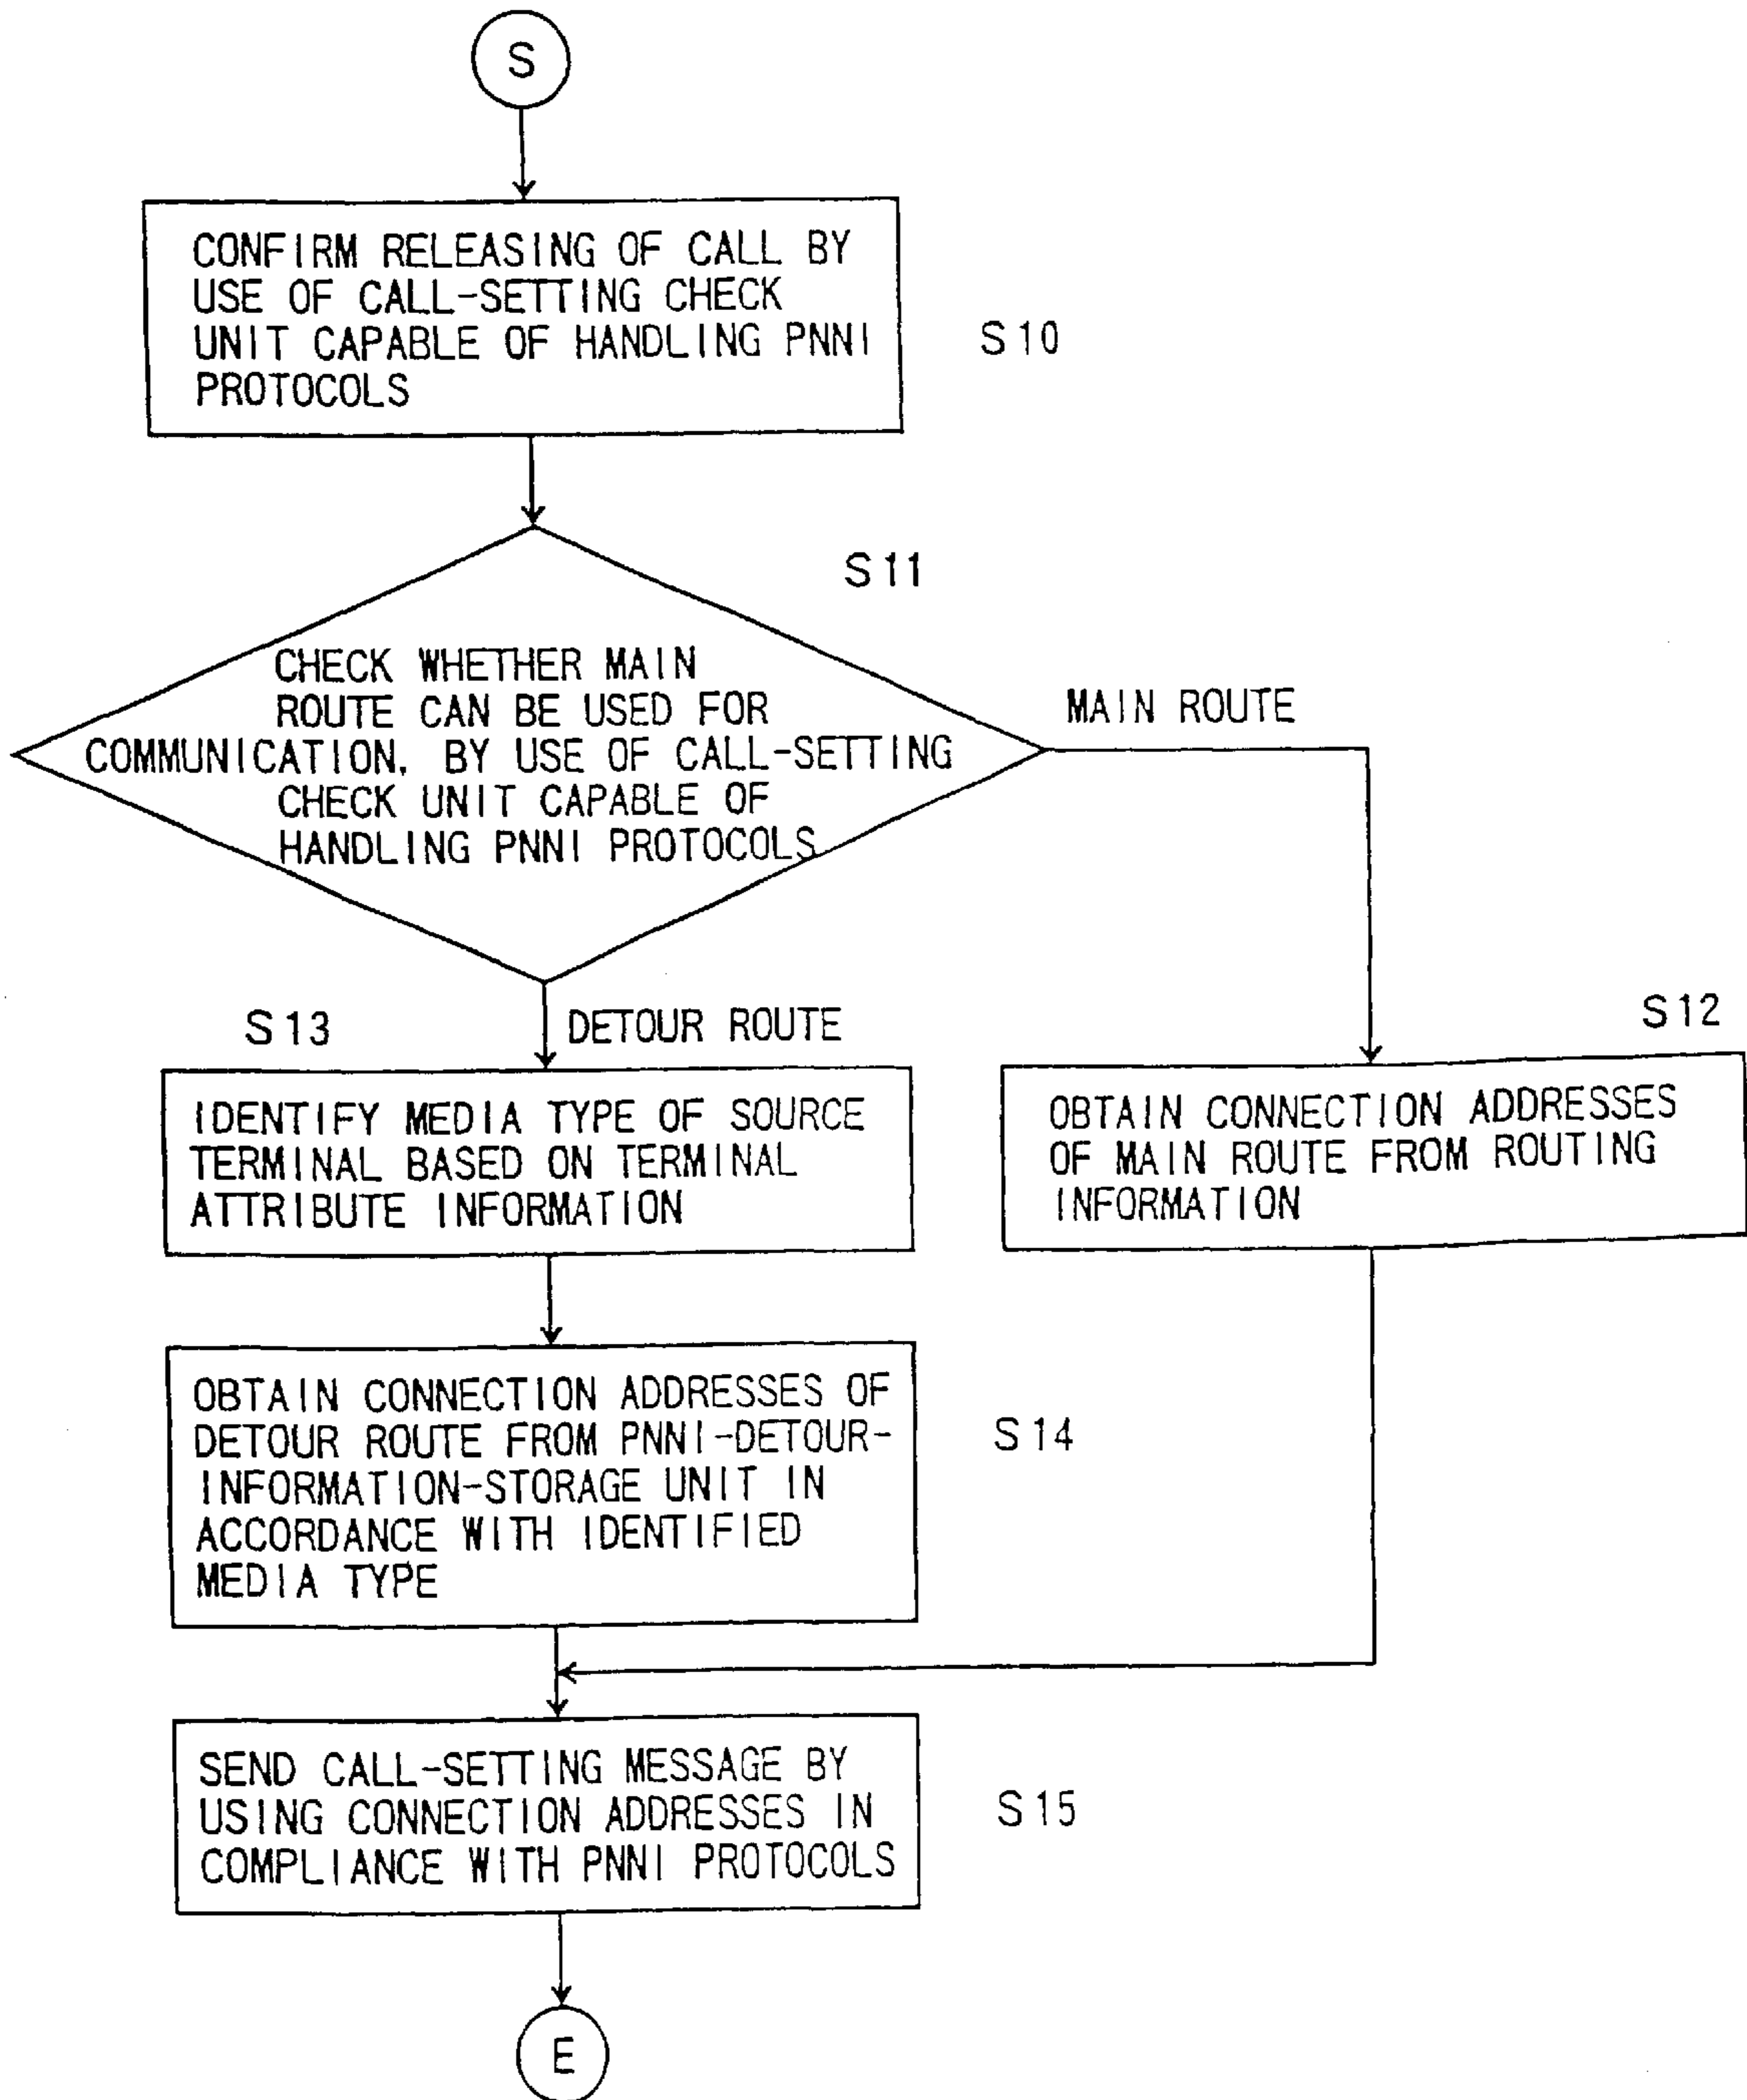 S
CONFIRM RELEASING OF CALL BY
USE OF CALL-SETTING CHECK
UNIT CAPABLE OF HANDLING PNNI
PROTOCOLS
S10
S11
CHECK WHETHER MAIN
ROUTE CAN BE USED FOR
COMMUNICATION, BY USE OF CALL-SETTING
CHECK UNIT CAPABLE OF
HANDLING PNNI PROTOCOLS
MAIN ROUTE
S13
DETOUR ROUTE
S12
IDENTIFY MEDIA TYPE OF SOURCE
TERMINAL BASED ON TERMINAL
ATTRIBUTE INFORMATION
OBTAIN CONNECTION ADDRESSES
OF MAIN ROUTE FROM ROUTING
INFORMATION
OBTAIN CONNECTION ADDRESSES OF
DETOUR ROUTE FROM PNNI-DETOUR-
INFORMATION-STORAGE UNIT IN
ACCORDANCE WITH IDENTIFIED
MEDIA TYPE
S14
SEND CALL-SETTING MESSAGE BY
USING CONNECTION ADDRESSES IN
COMPLIANCE WITH PNNI PROTOCOLS
S15
E